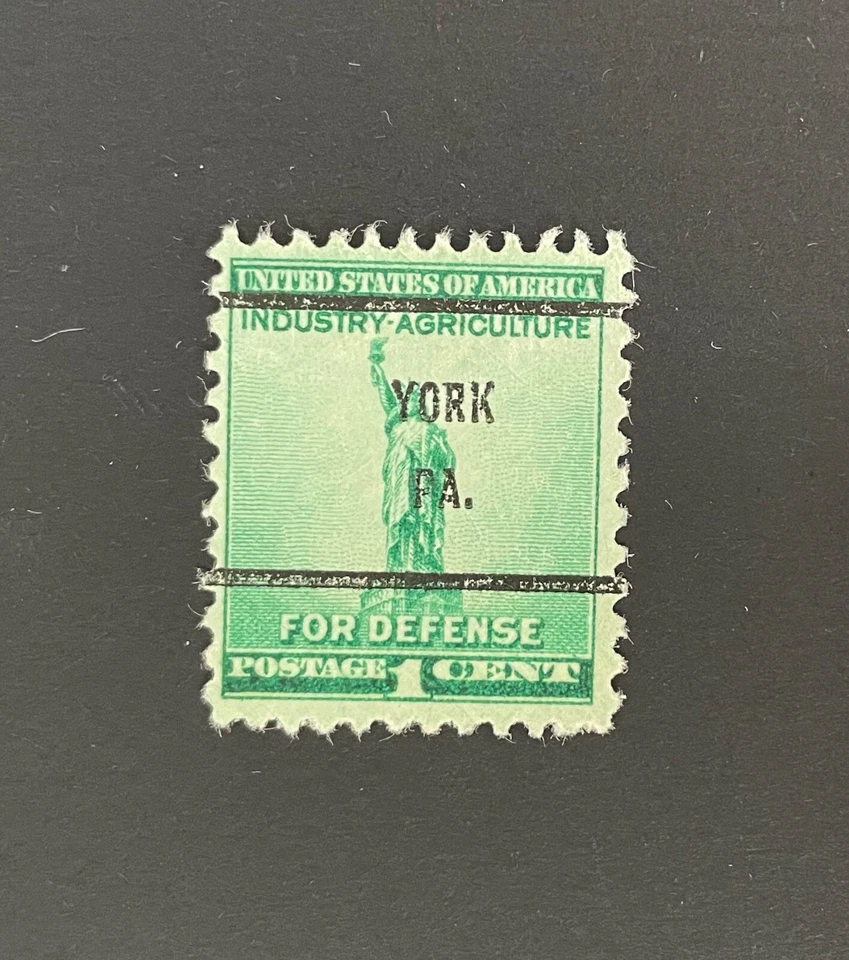 UNITED STATES OF AMERICA
INDUSTRY-AGRICULTURE
YORK
PA.
FOR DEFENSE
POSTAGE 1 CENT